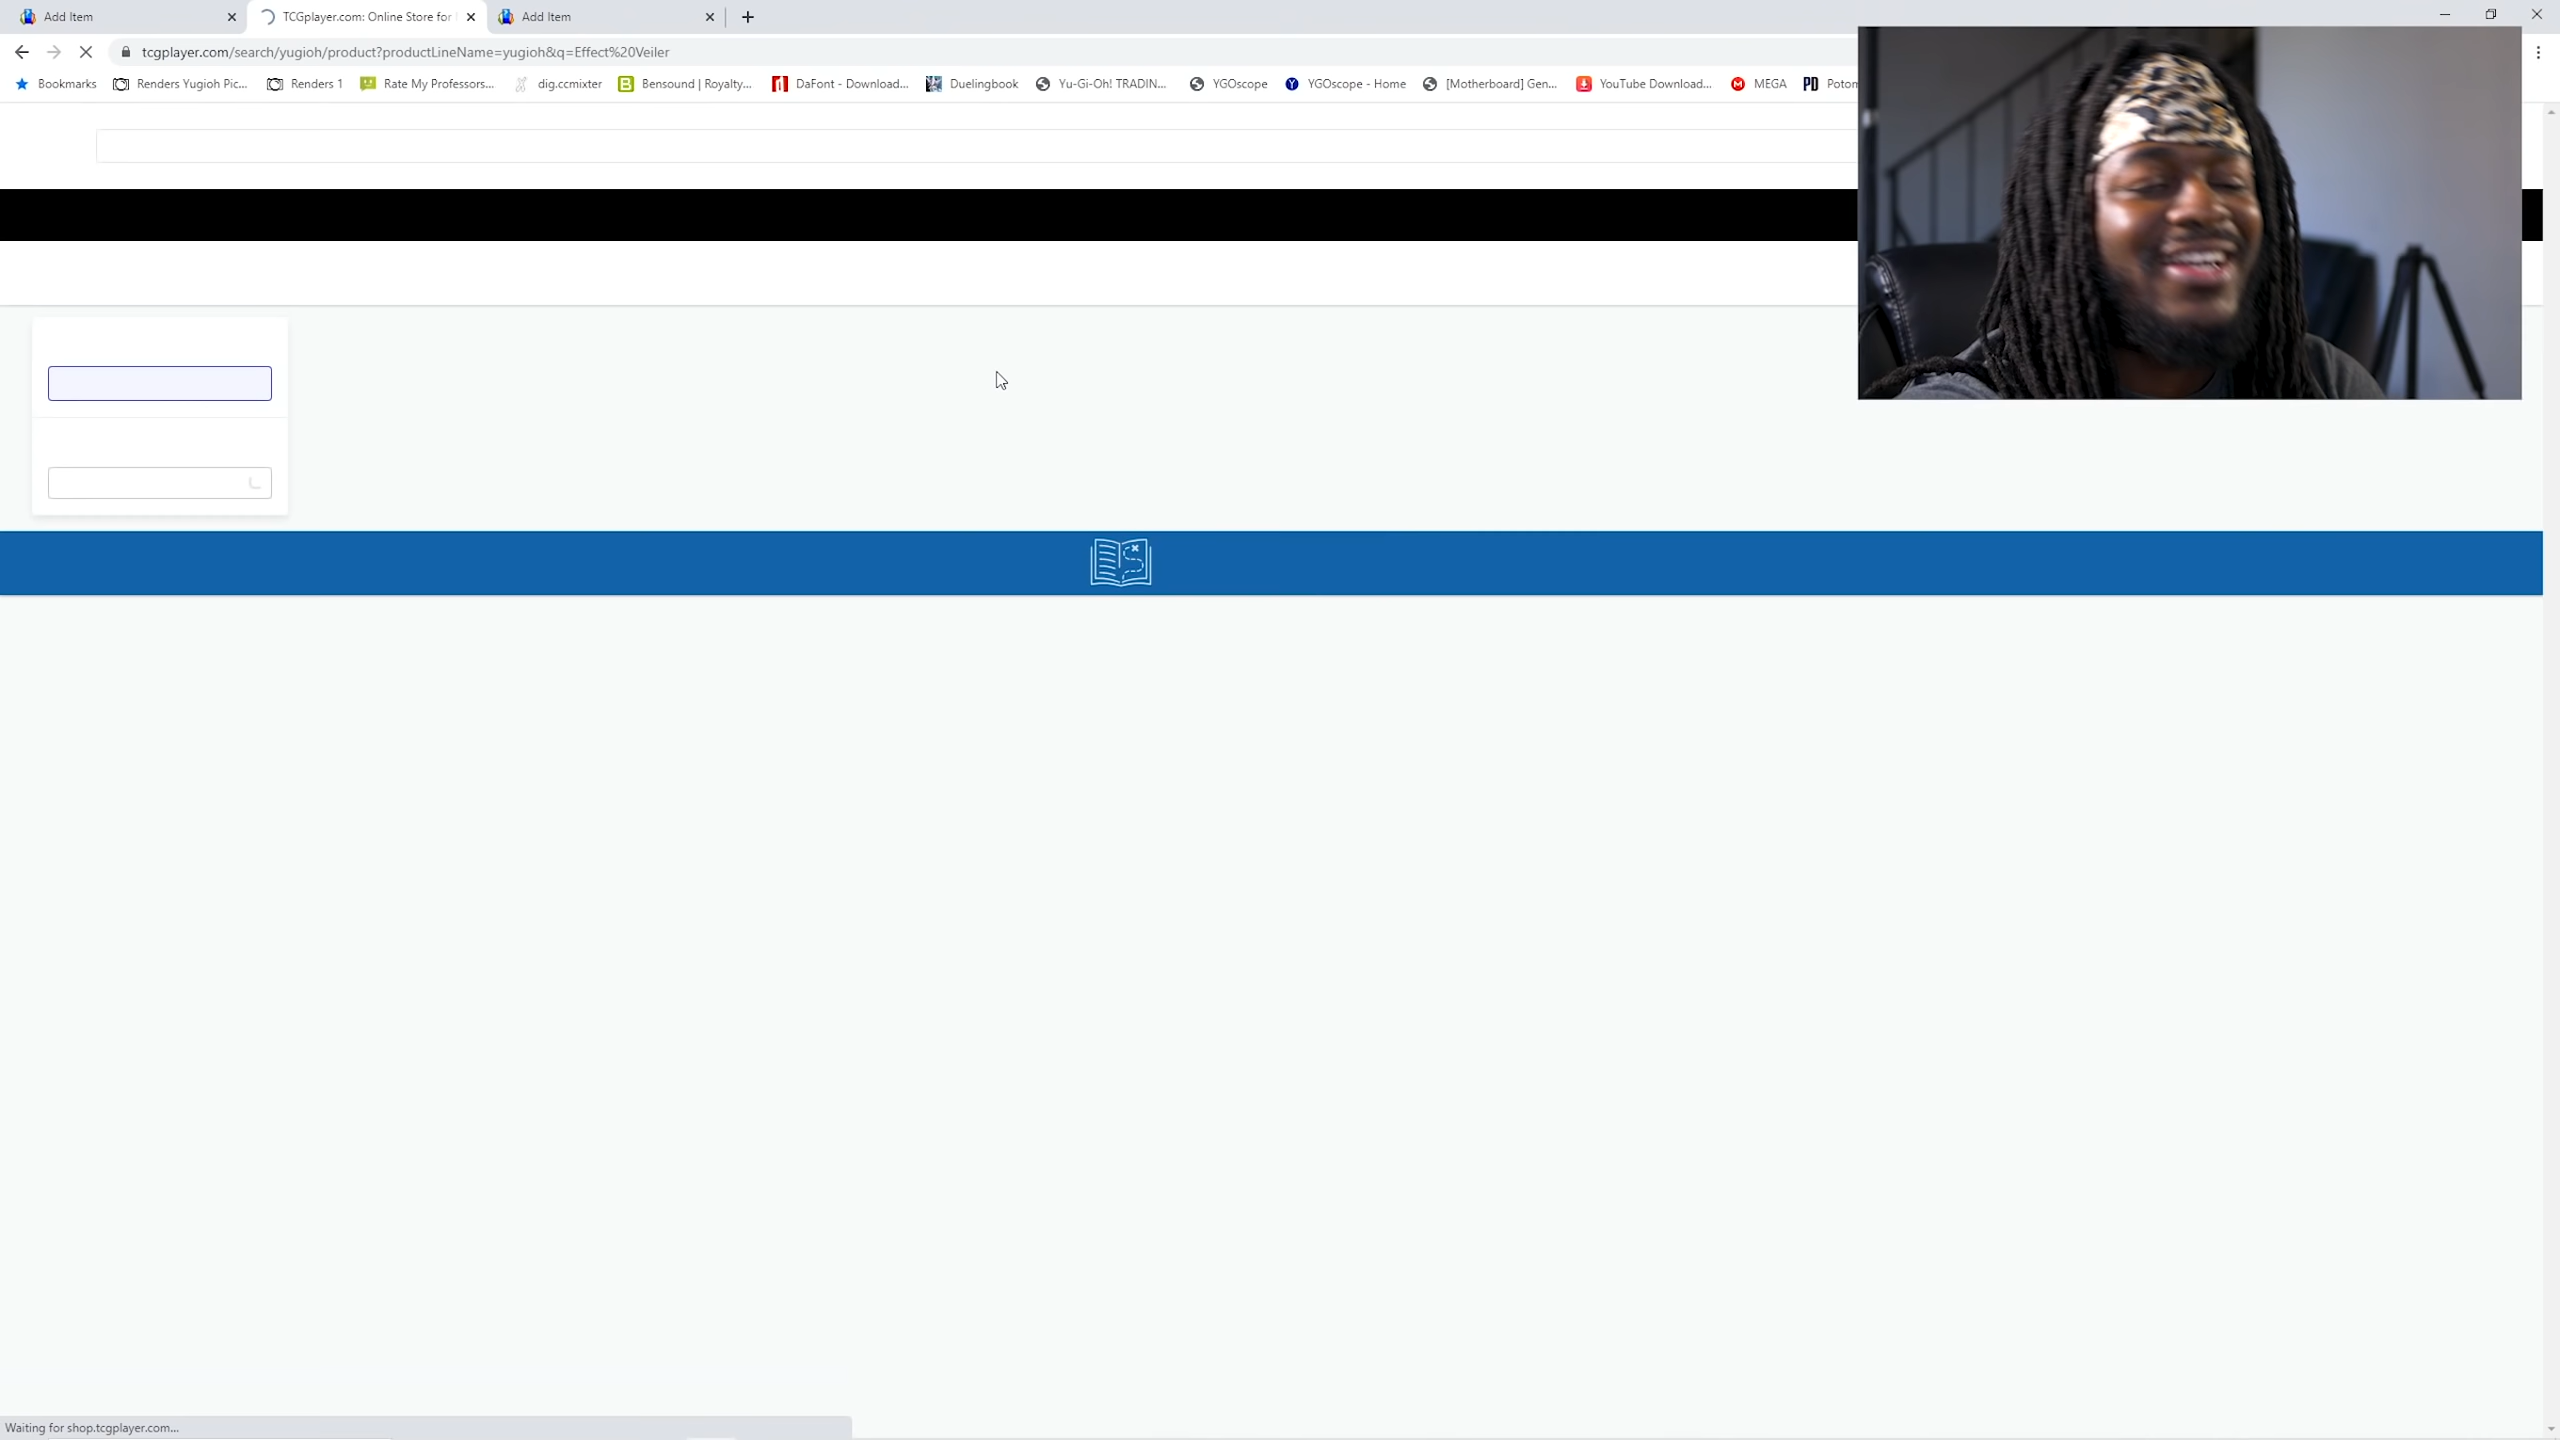 Add Item
TCGplayer.com: Online Store for
Add Item
tcgplayer.com/search/yugioh/product?productLineName=yugioh&q=Effect%20Veiler
Bookmarks Renders Yugioh Pic... Renders 1 Rate My Professors... dig.ccmixter Bensound | Royalty... DaFont - Download... Duelingbook Yu-Gi-Oh! TRADIN... YGOscope YGOscope - Home [Motherboard] Gen... YouTube Download... MEGA Potom
Waiting for shop.tcgplayer.com...